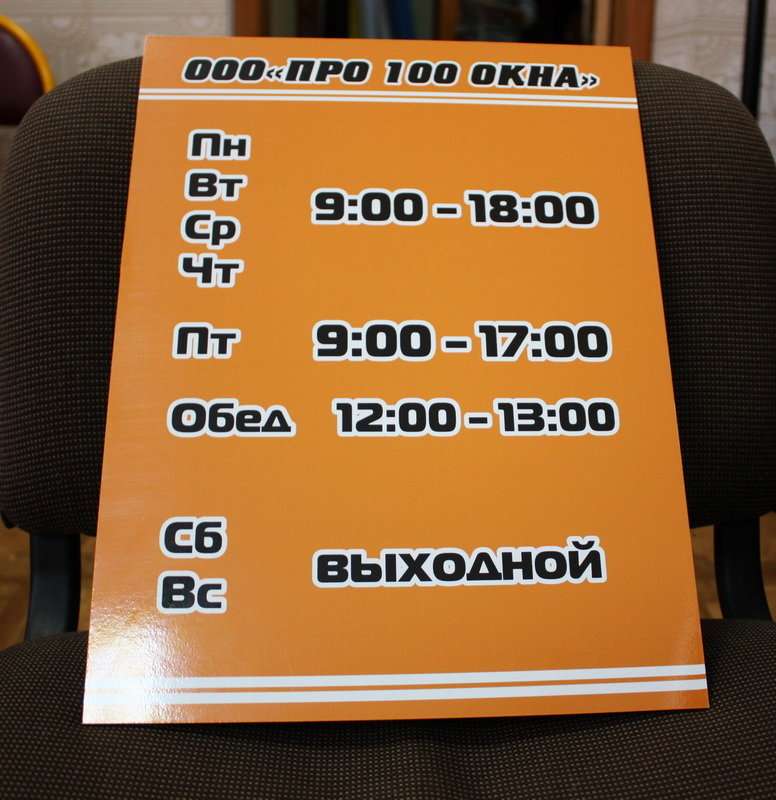 ООО «ПРО 100 ОКНА»
Пн
Вт
Ср
Чт
9:00 – 18:00
Пт 9:00 – 17:00
Обед 12:00 – 13:00
Сб
Вс
выходной